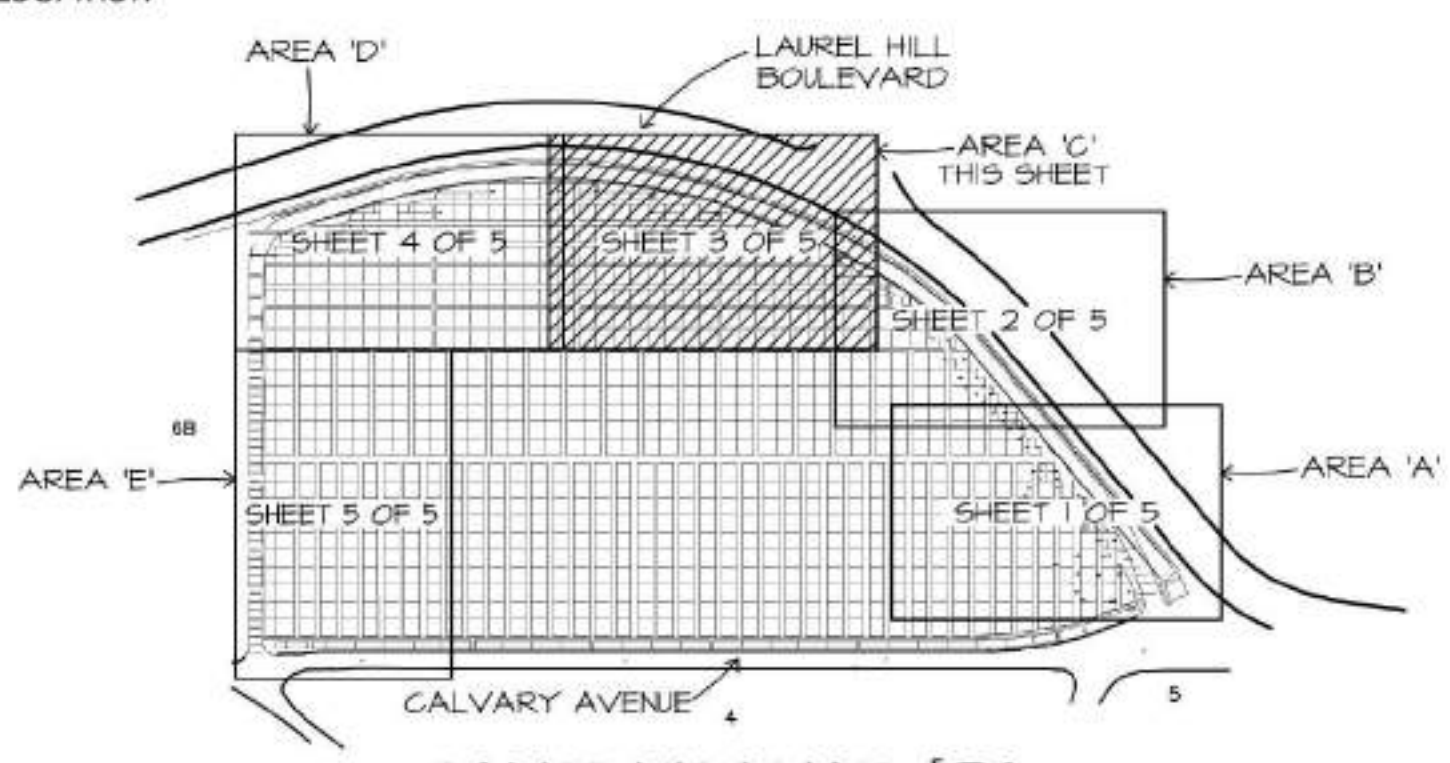 AREA 'D'
LAUREL HILL
BOULEVARD
AREA 'C'
THIS SHEET
SHEET 4 OF 5
SHEET 3 OF 5
AREA 'B'
SHEET 2 OF 5
6B
AREA 'E'
AREA 'A'
SHEET 5 OF 5
SHEET 1 OF 5
CALVARY AVENUE
4
5